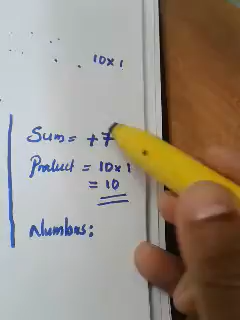 10x1
Sum = +7
Product = 10x1
= 10
Numbers: